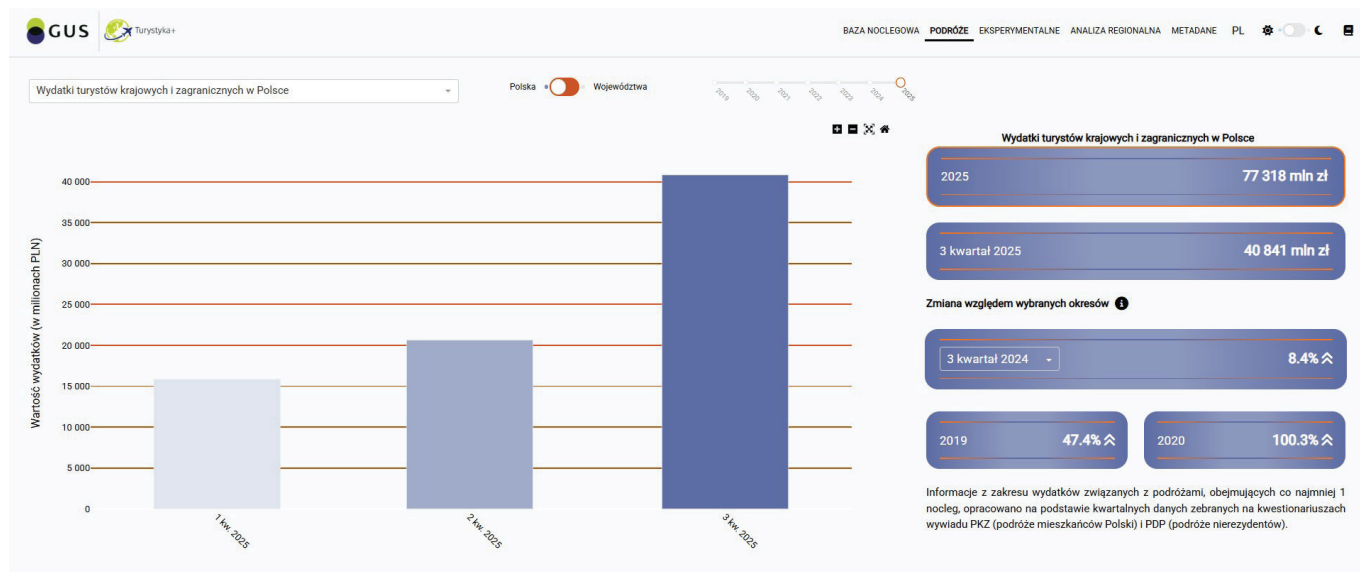 GUS
Turystyka+
BAZA NOCLEGOWA PODRÓŻE EKSPERYMENTALNE ANALIZA REGIONALNA METADANE PL
Wydatki turystów krajowych i zagranicznych w Polsce
Polska Województwa
2019 2020 2021 2022 2023 2024 2025
Wartość wydatków (w milionach PLN)
40 000
35 000
30 000
25 000
20 000
15 000
10 000
5 000
0
1 kw. 2025
2 kw. 2025
3 kw. 2025
Wydatki turystów krajowych i zagranicznych w Polsce
2025 77 318 mln zł
3 kwartał 2025 40 841 mln zł
Zmiana względem wybranych okresów
3 kwartał 2024 8.4%
2019 47.4%
2020 100.3%
Informacje z zakresu wydatków związanych z podróżami, obejmujących co najmniej 1
nocleg, opracowano na podstawie kwartalnych danych zebranych na kwestionariuszach
wywiadu PKZ (podróże mieszkańców Polski) i PDP (podróże nierezydentów).